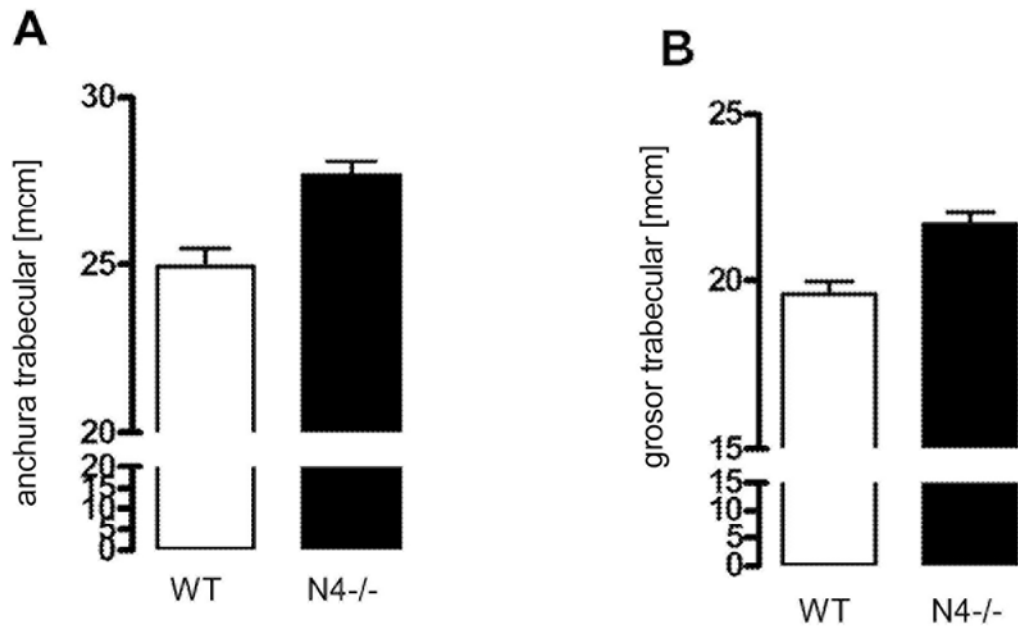 A
anchura trabecular [mcm]
30
25
20
20
15
10
5
0
WT
N4-/-
B
grosor trabecular [mcm]
25
20
15
15
10
5
0
WT
N4-/-